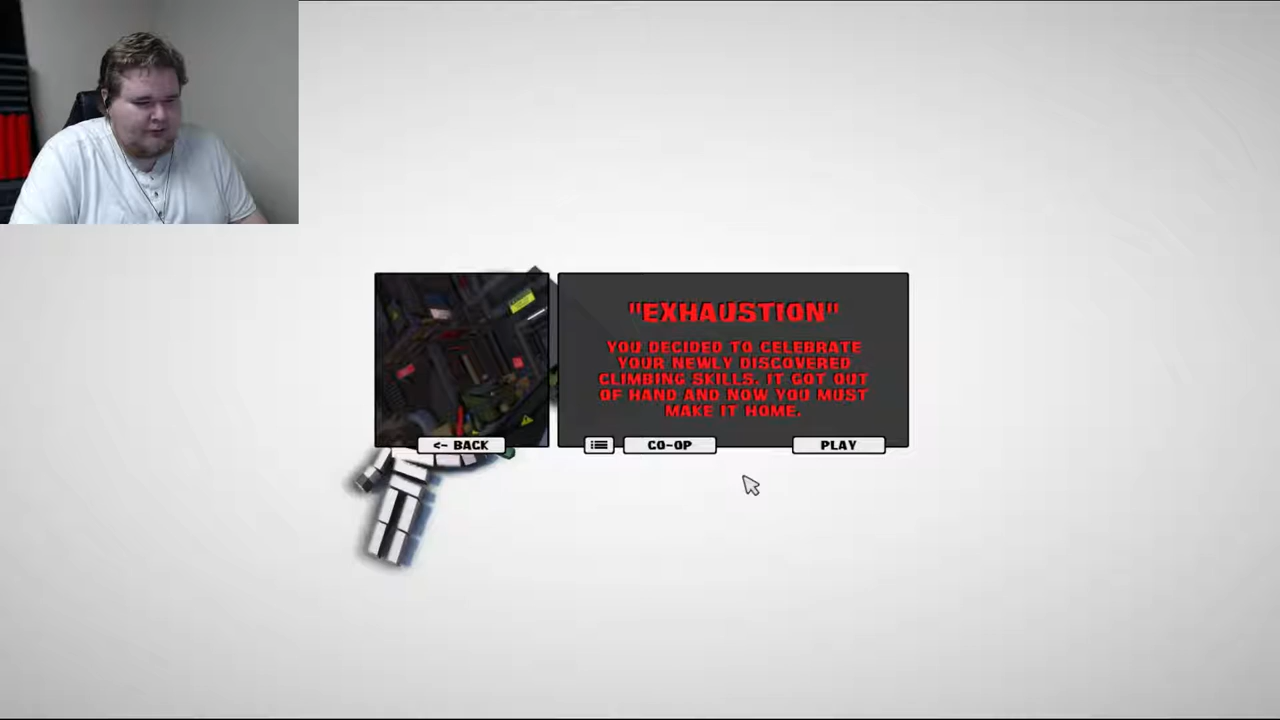 "EXHAUSTION"
YOU DECIDED TO CELEBRATE
YOUR NEWLY DISCOVERED
CLIMBING SKILLS. IT GOT OUT
OF HAND AND NOW YOU MUST
MAKE IT HOME.
<- BACK
CO-OP
PLAY